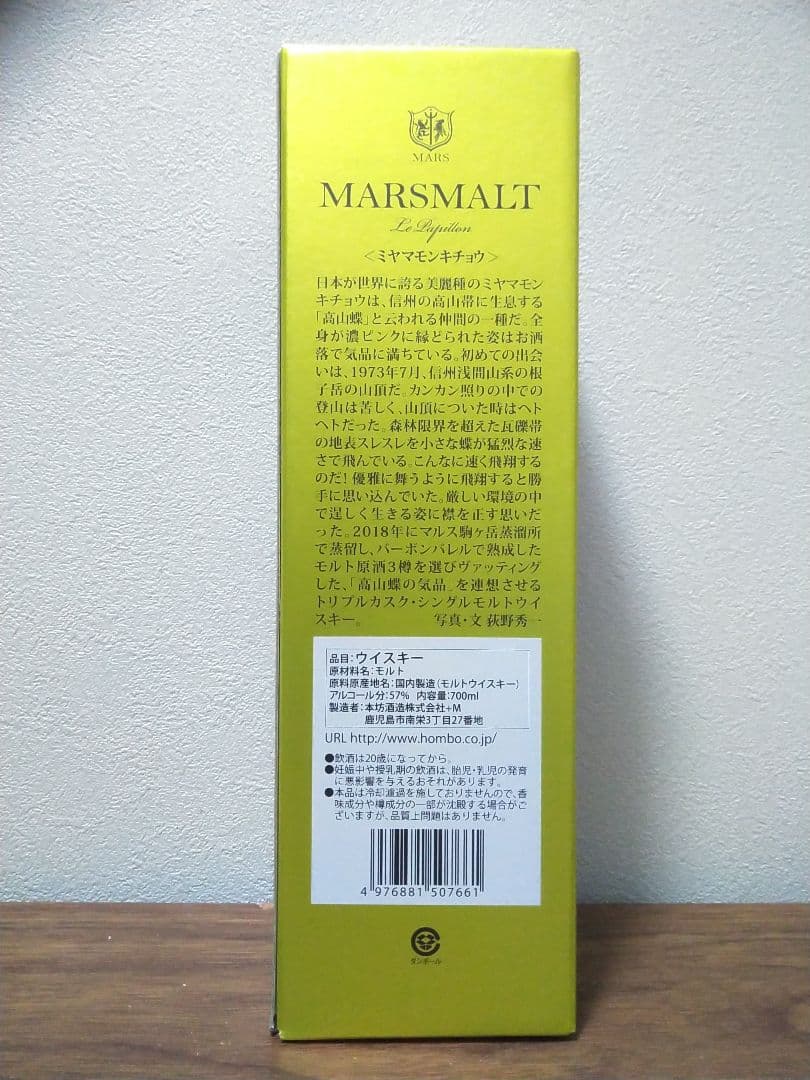 MARS
MARSMALT
Le Papillon
＜ミヤマモンキチョウ＞
日本が世界に誇る美麗種のミヤマモン
キチョウは、信州の高山帯に生息する
「高山蝶」と云われる仲間の一種だ。全
身が濃ピンクに縁どられた姿はお洒
落で気品に満ちている。初めての出会
いは、1973年7月、信州浅間山系の根
子岳の山頂だ。カンカン照りの中での
登山は苦しく、山頂についた時はヘト
ヘトだった。森林限界を超えた瓦礫帯
の地表スレスレを小さな蝶が猛烈な速
さで飛んでいる。こんなに速く飛翔する
のだ！優雅に舞うように飛翔すると勝
手に思い込んでいた。厳しい環境の中
で逞しく生きる姿に襟を正す思いだ
った。2018年にマルス駒ヶ岳蒸溜所
で蒸留し、バーボンバレルで熟成した
モルト原酒3樽を選びヴァッティング
した、「高山蝶の気品」を連想させる
トリプルカスク・シングルモルトウイ
スキー。 写真・文 荻野秀一
品目：ウイスキー
原材料名：モルト
原料原産地名：国内製造（モルトウイスキー）
アルコール分：57% 内容量：700ml
製造者：本坊酒造株式会社+M
鹿児島市南栄3丁目27番地
URL http://www.hombo.co.jp/
●飲酒は20歳になってから。
●妊娠中や授乳期の飲酒は、胎児・乳児の発育
に悪影響を与えるおそれがあります。
●本品は冷却濾過を施しておりませんので、香
味成分や樽成分の一部が沈殿する場合がご
ざいますが、品質上問題はありません。
4 976881 507661
ダンボール